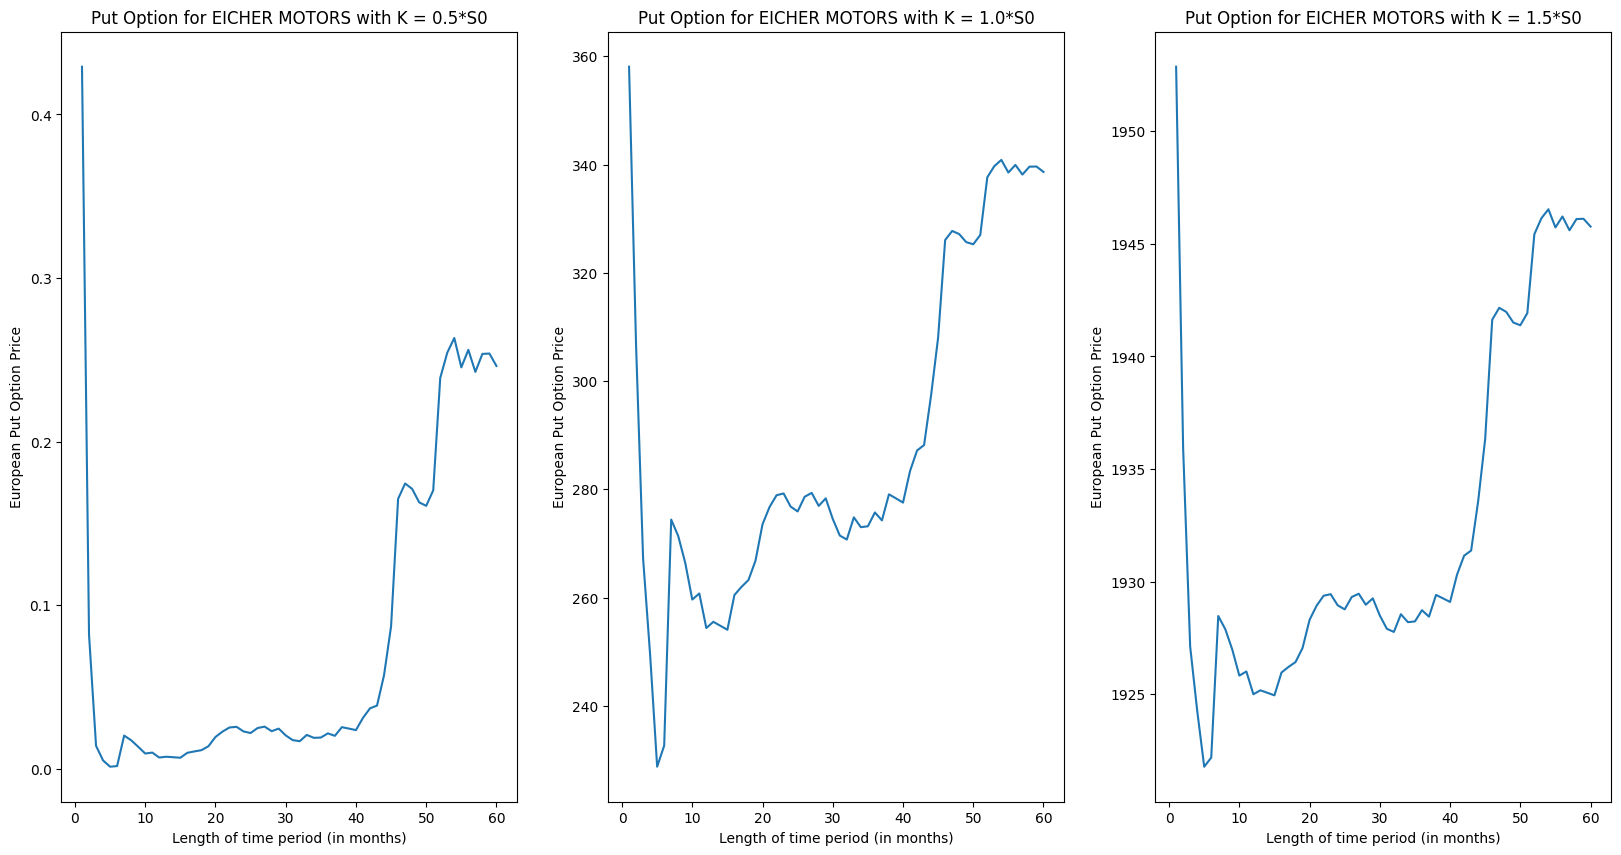 Put Option for EICHER MOTORS with K = 0.5*S0
European Put Option Price
0.4
0.3
0.2
0.1
0.0
0 10 20 30 40 50 60
Length of time period (in months)
Put Option for EICHER MOTORS with K = 1.0*S0
European Put Option Price
360
340
320
300
280
260
240
0 10 20 30 40 50 60
Length of time period (in months)
Put Option for EICHER MOTORS with K = 1.5*S0
European Put Option Price
1950
1945
1940
1935
1930
1925
0 10 20 30 40 50 60
Length of time period (in months)